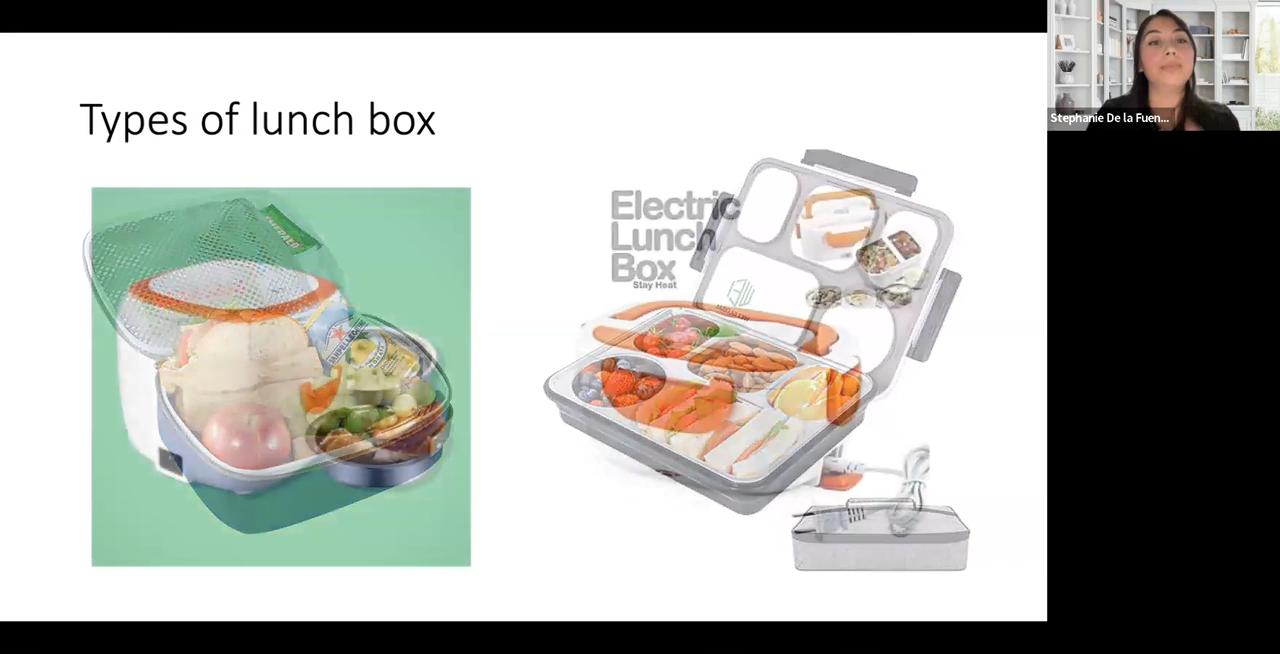 Types of lunch box
Stephanie De la Fuen...
Electric
Lunch
Box
Stay Heat